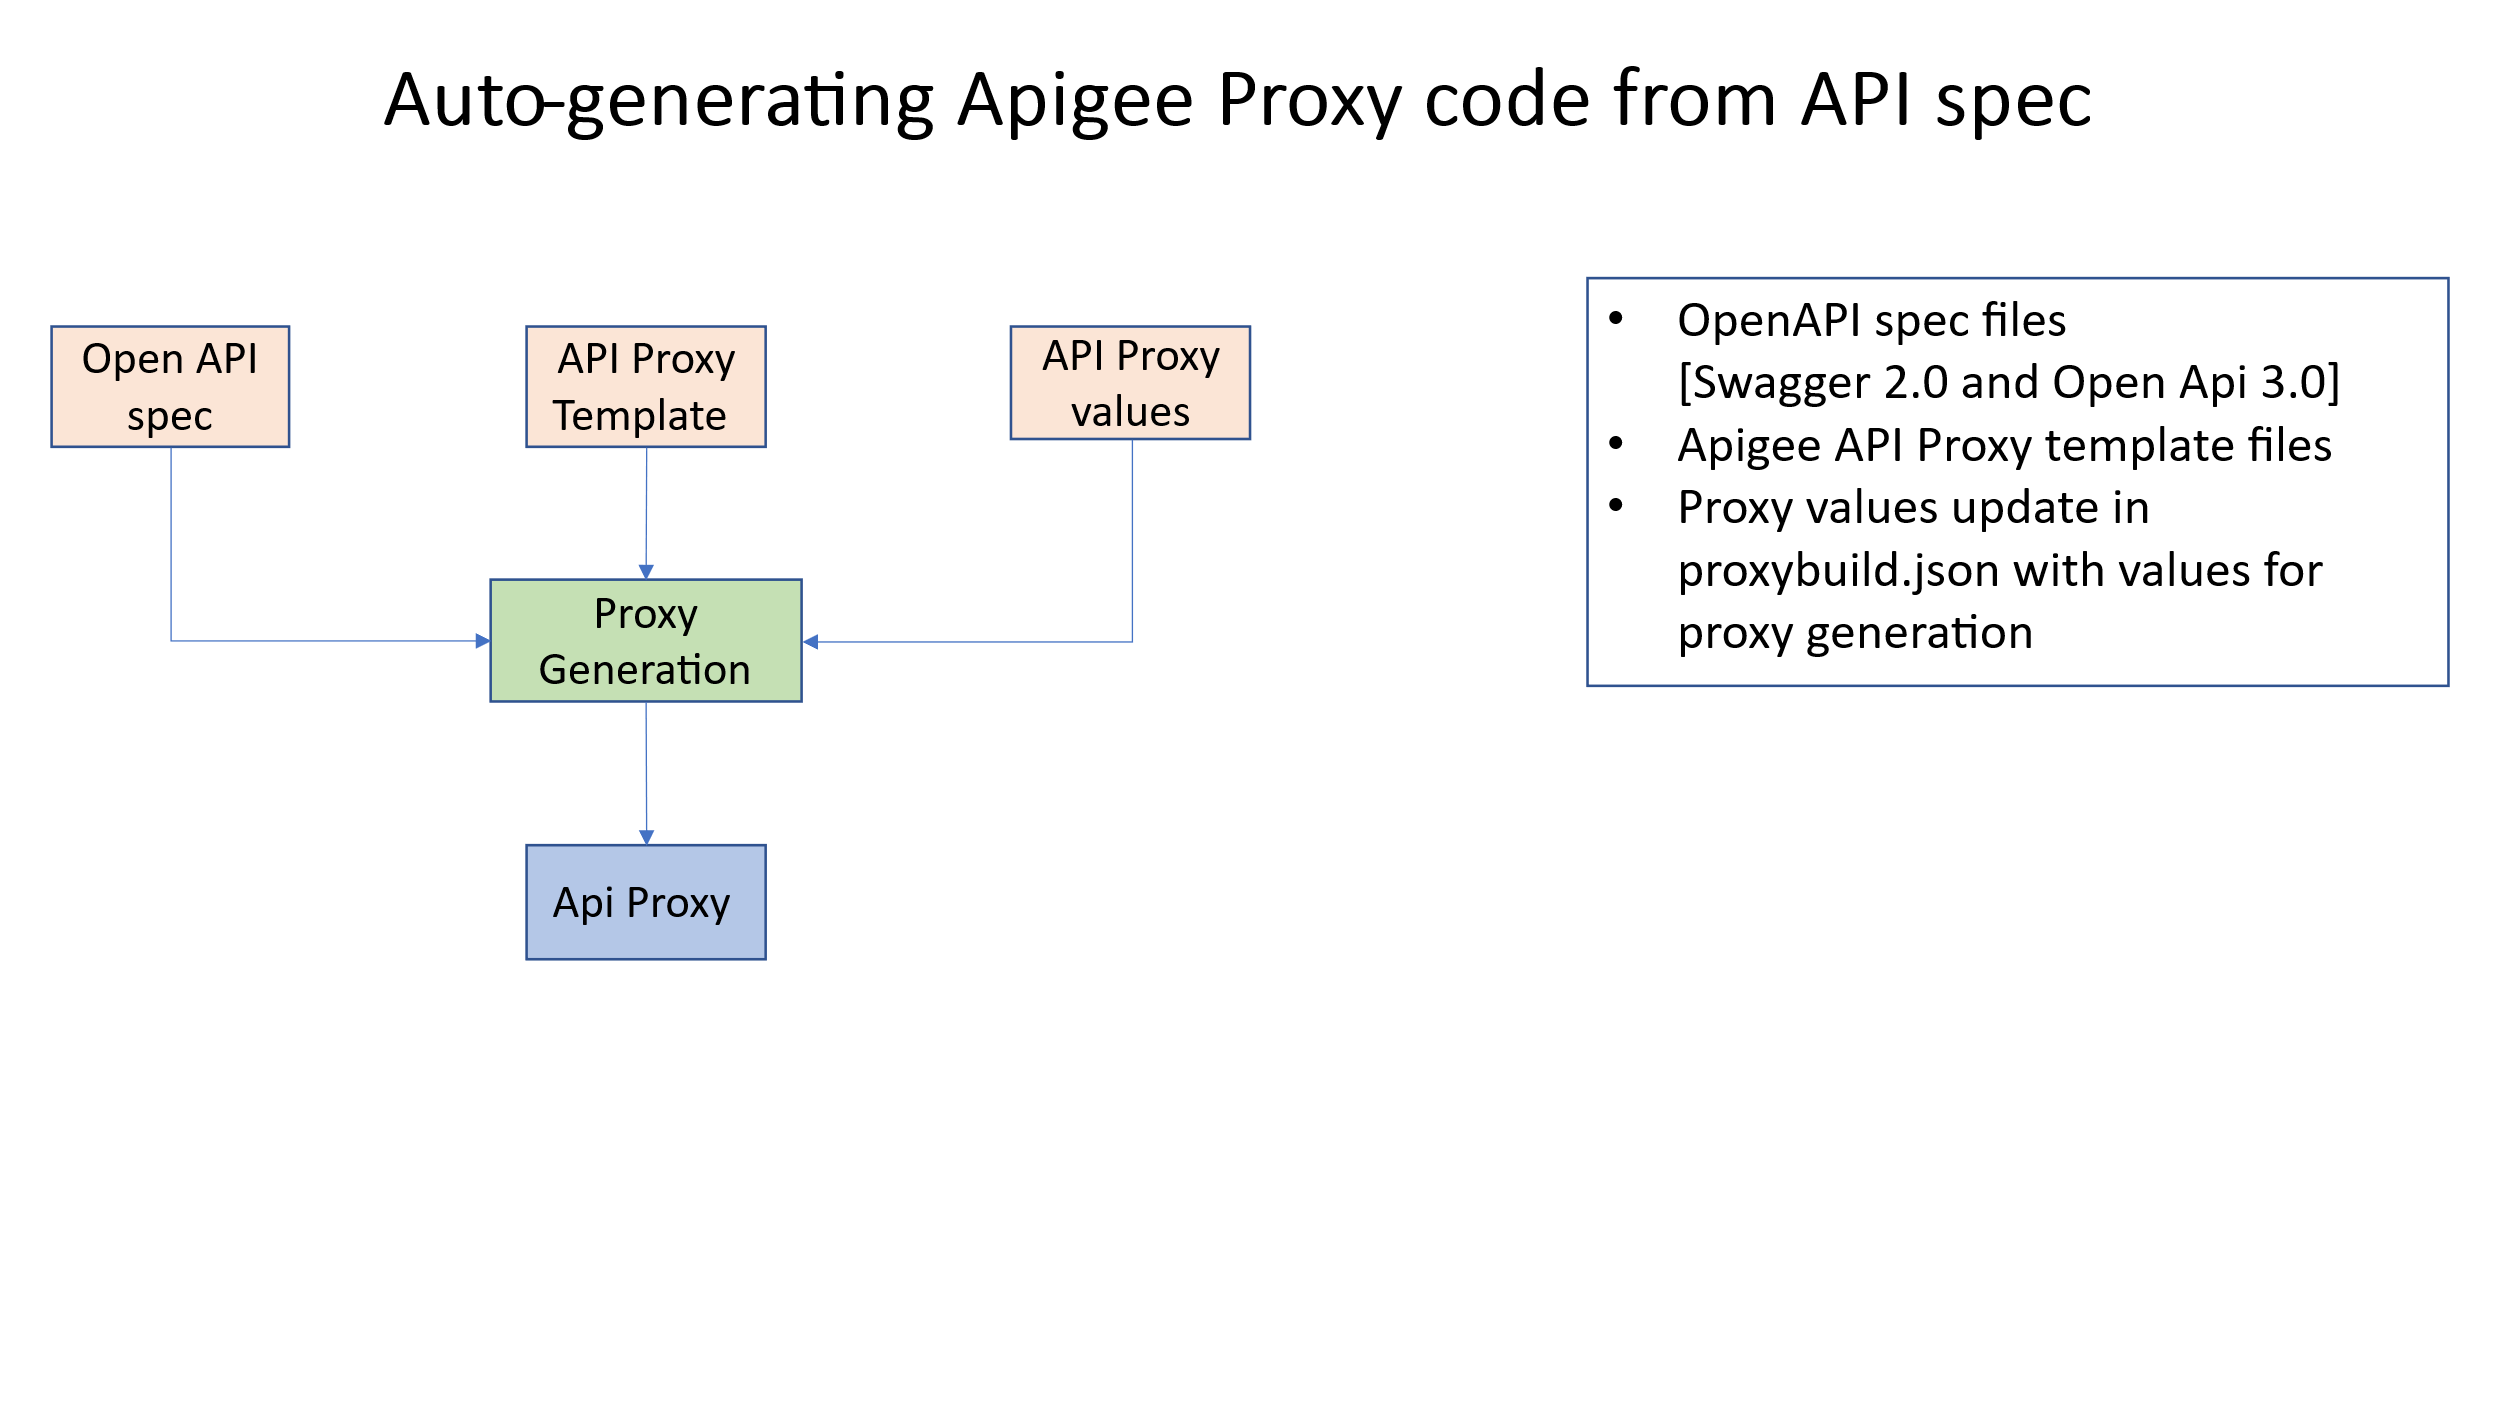 Auto-generating Apigee Proxy code from API spec
Open API
spec
API Proxy
Template
API Proxy
values
Proxy
Generation
Api Proxy
• OpenAPI spec files
[Swagger 2.0 and Open Api 3.0]
• Apigee API Proxy template files
• Proxy values update in
proxybuild.json with values for
proxy generation